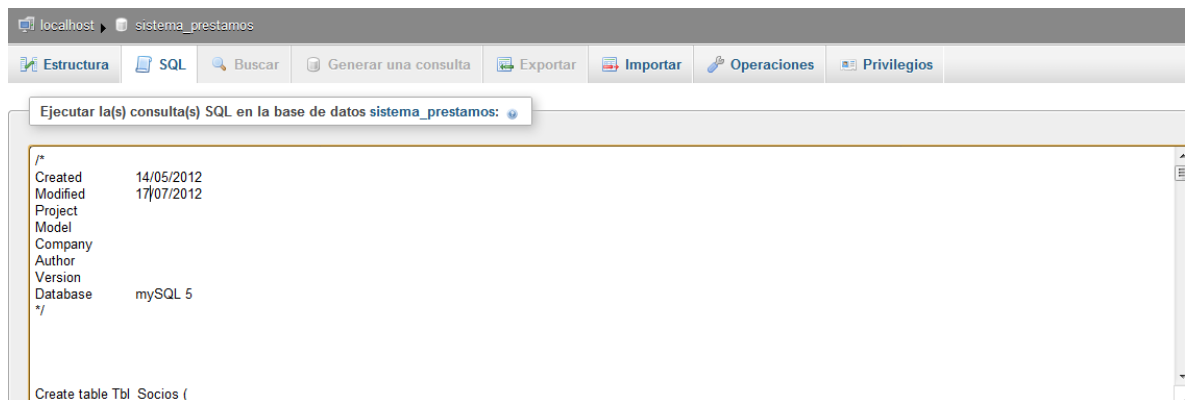 localhost sistema_prestamos
Estructura SQL Buscar Generar una consulta Exportar Importar Operaciones Privilegios
Ejecutar la(s) consulta(s) SQL en la base de datos sistema_prestamos:
/*
Created 14/05/2012
Modified 17/07/2012
Project
Model
Company
Author
Version
Database mySQL 5
*/
Create table Tbl_Socios (